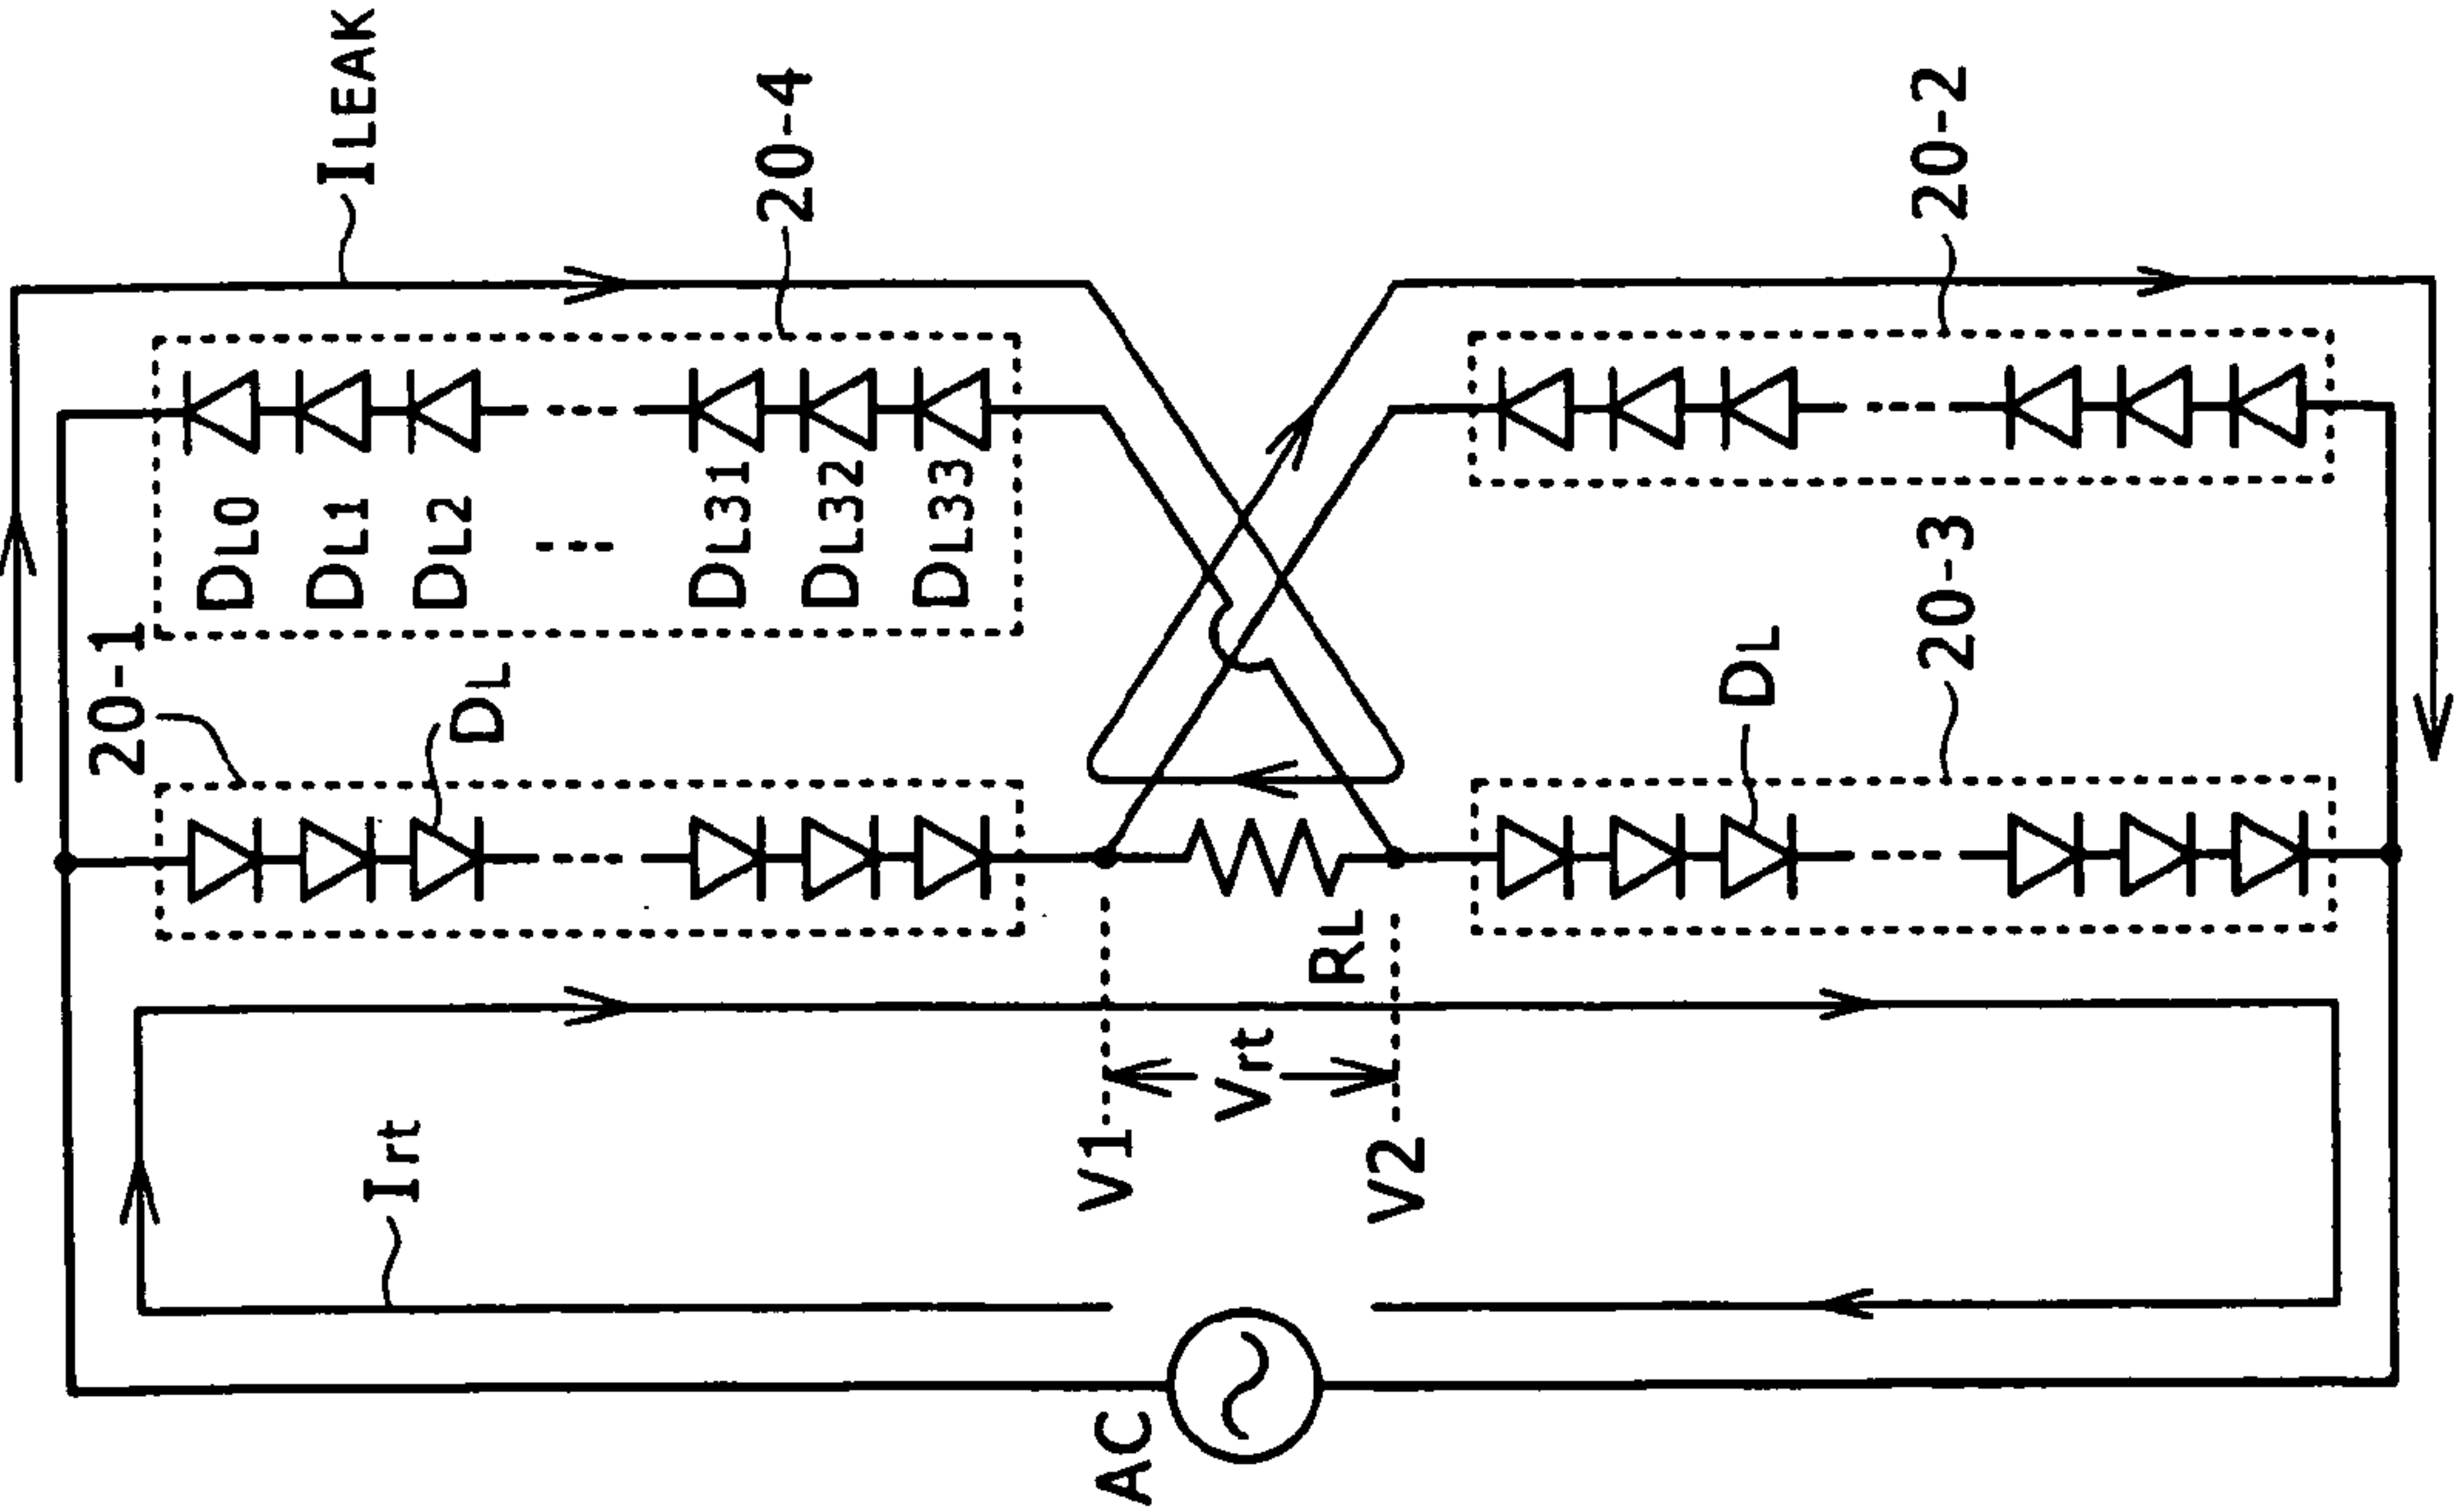 ILEAK
20-4
20-2
DL0
DL1
DL2
DL31
DL32
DL33
20-3
20-1
DL
DL
RL
Vrt
V1
V2
Irt
AC